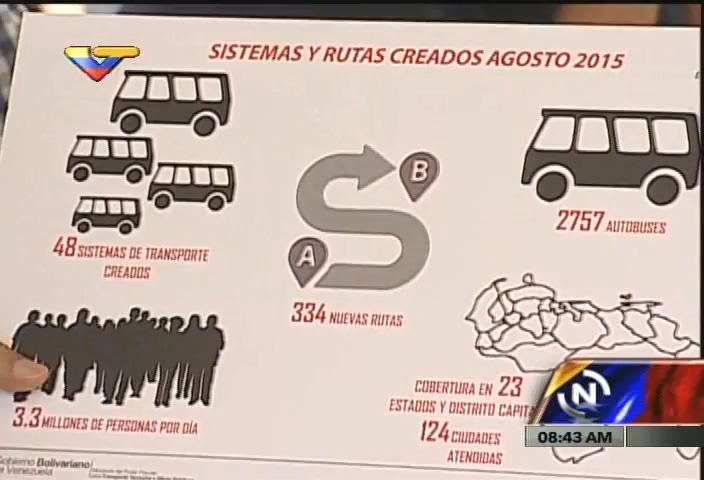 SISTEMAS Y RUTAS CREADOS AGOSTO 2015
48 SISTEMAS DE TRANSPORTE
CREADOS
A
B
334 NUEVAS RUTAS
2757 AUTOBUSES
3.3 MILLONES DE PERSONAS POR DÍA
COBERTURA EN 23
ESTADOS Y DISTRITO CAPIT
124 CIUDADES
ATENDIDAS
Gobierno Bolivariano
de Venezuela
N
08:43 AM